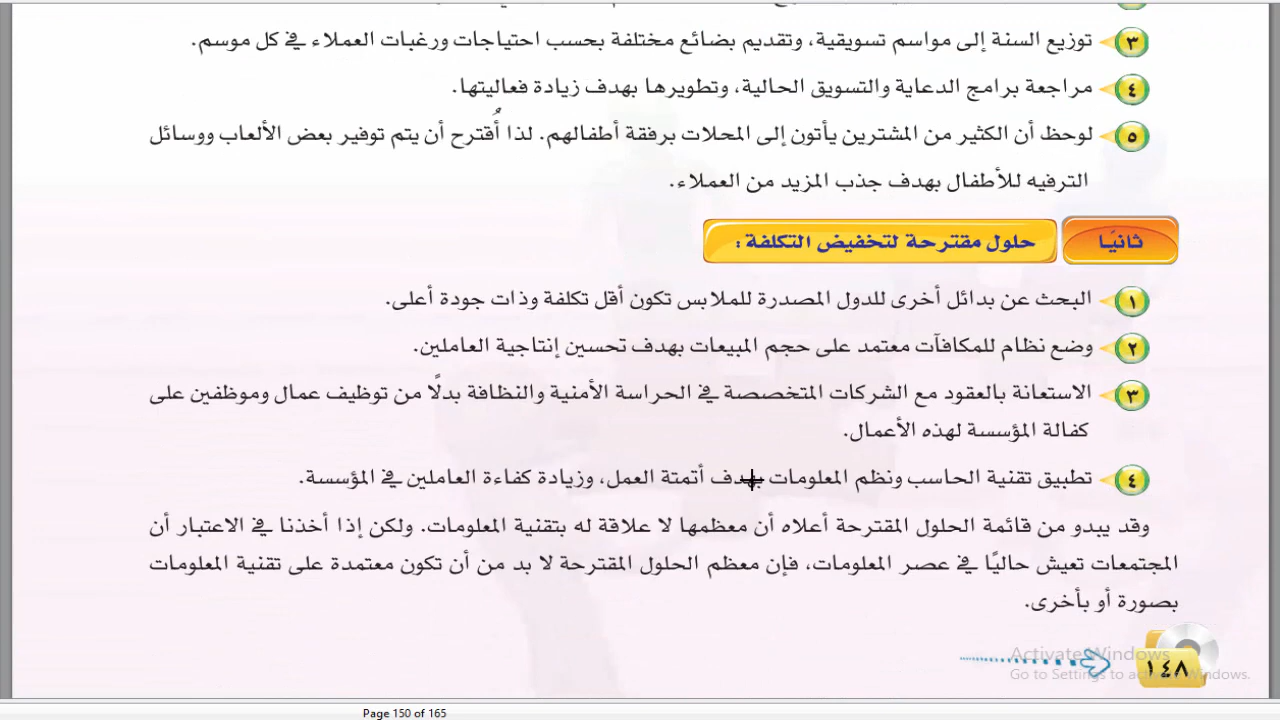 ٣ توزيع السنة إلى مواسم تسويقية، وتقديم بضائع مختلفة بحسب احتياجات ورغبات العملاء في كل موسم.
٤ مراجعة برامج الدعاية والتسويق الحالية، وتطويرها بهدف زيادة فعاليتها.
٥ لوحظ أن الكثير من المشترين يأتون إلى المحلات برفقة أطفالهم. لذا أُقترح أن يتم توفير بعض الألعاب ووسائل
الترفيه للأطفال بهدف جذب المزيد من العملاء.
ثانيًا حلول مقترحة لتخفيض التكلفة :
١ البحث عن بدائل أخرى للدول المصدرة للملابس تكون أقل تكلفة وذات جودة أعلى.
٢ وضع نظام للمكافآت معتمد على حجم المبيعات بهدف تحسين إنتاجية العاملين.
٣ الاستعانة بالعقود مع الشركات المتخصصة في الحراسة الأمنية والنظافة بدلًا من توظيف عمال وموظفين على
كفالة المؤسسة لهذه الأعمال.
٤ تطبيق تقنية الحاسب ونظم المعلومات بهدف أتمتة العمل، وزيادة كفاءة العاملين في المؤسسة.
وقد يبدو من قائمة الحلول المقترحة أعلاه أن معظمها لا علاقة له بتقنية المعلومات. ولكن إذا أخذنا في الاعتبار أن
المجتمعات تعيش حاليًا في عصر المعلومات، فإن معظم الحلول المقترحة لا بد من أن تكون معتمدة على تقنية المعلومات
بصورة أو بأخرى.
١٤٨
Activate Windows
Go to Settings to activate Windows.
Page 150 of 165